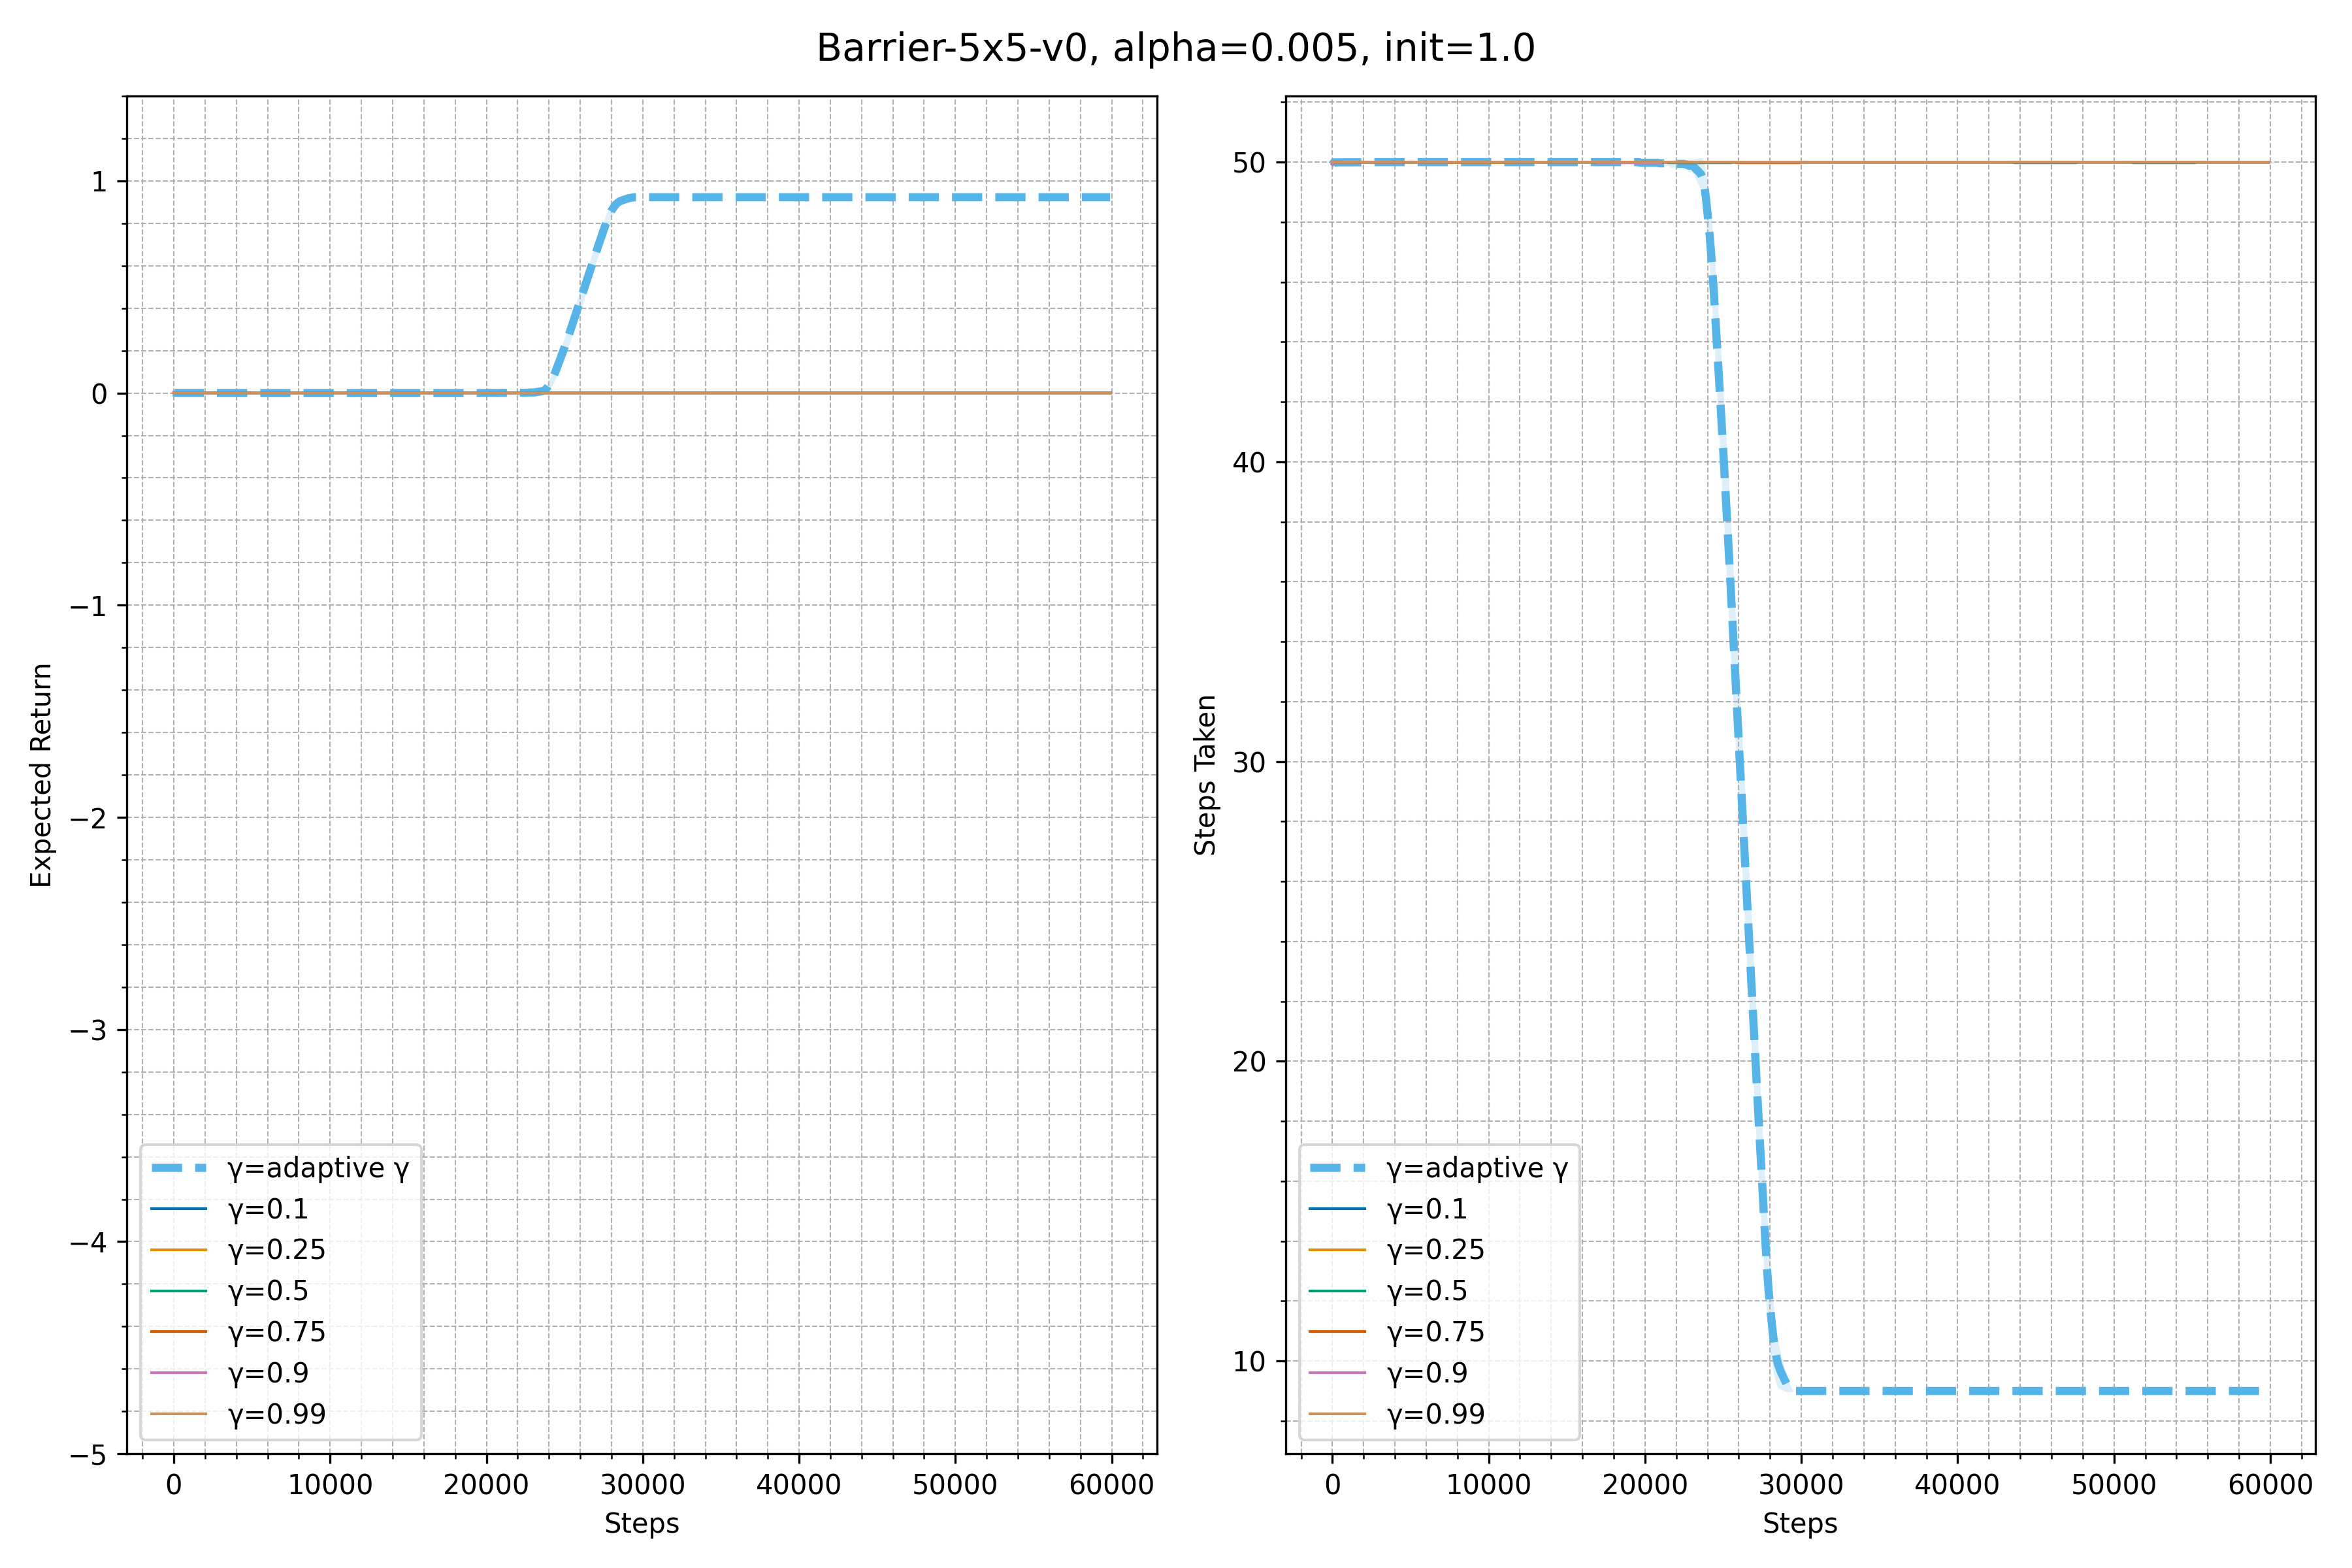 Barrier-5x5-v0, alpha=0.005, init=1.0
Expected Return
1
0
−1
−2
−3
−4
−5
γ=adaptive γ
γ=0.1
γ=0.25
γ=0.5
γ=0.75
γ=0.9
γ=0.99
0 10000 20000 30000 40000 50000 60000
Steps
Steps Taken
50
40
30
20
10
γ=adaptive γ
γ=0.1
γ=0.25
γ=0.5
γ=0.75
γ=0.9
γ=0.99
0 10000 20000 30000 40000 50000 60000
Steps